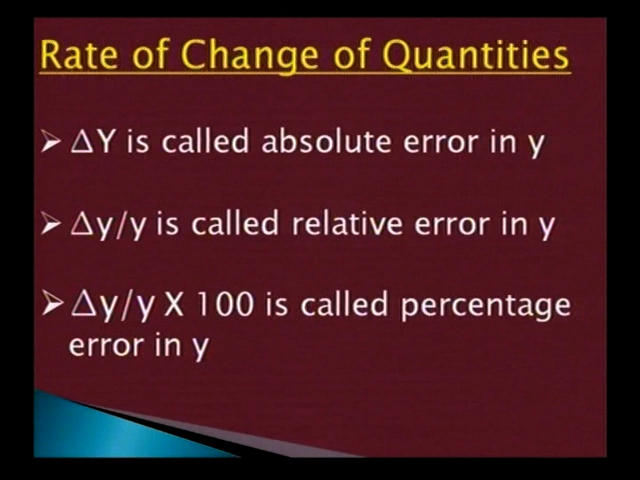 Rate of Change of Quantities
➢ ΔY is called absolute error in y
➢ Δy/y is called relative error in y
➢ Δy/y X 100 is called percentage
error in y